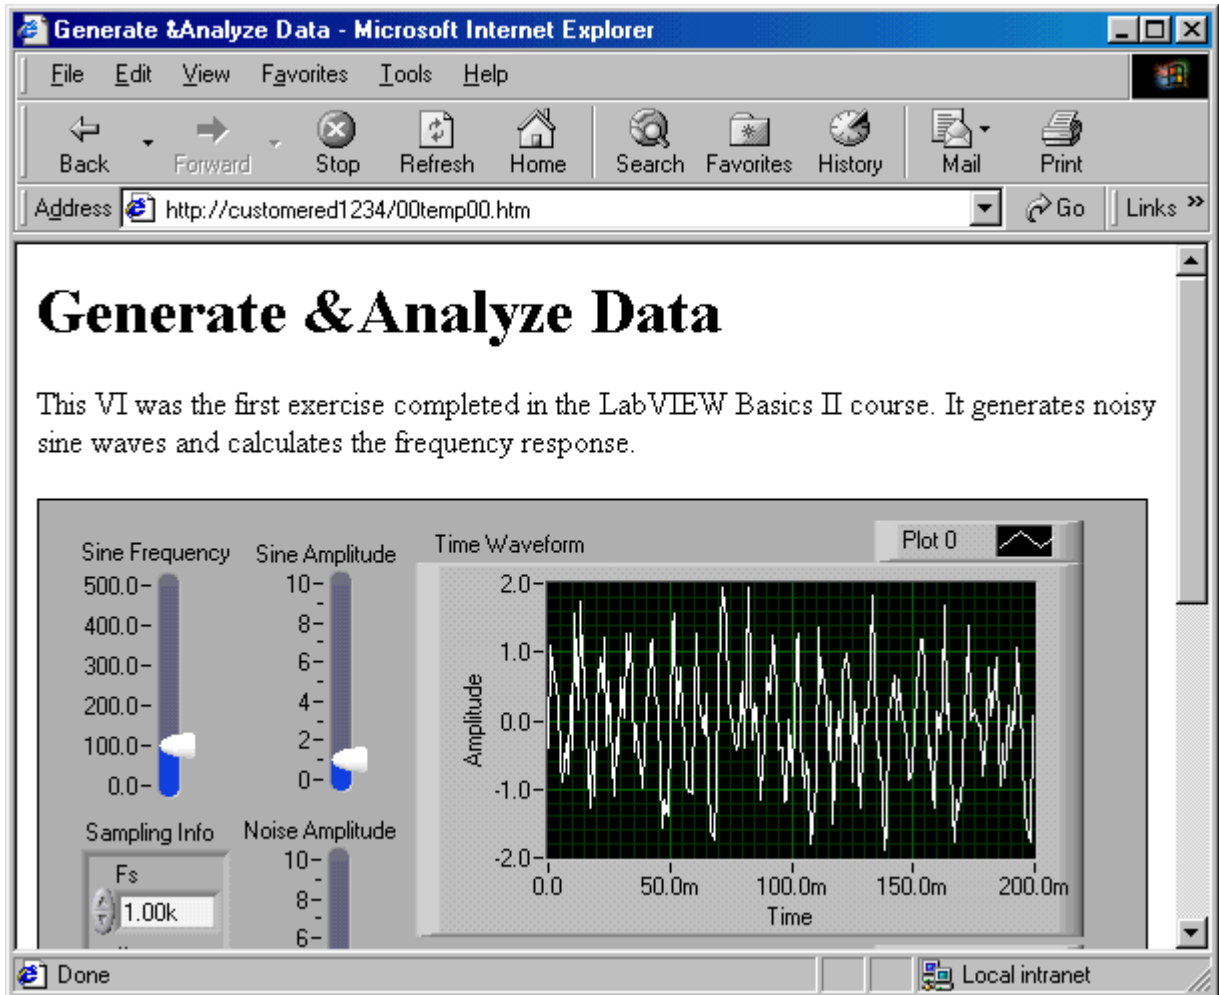 Generate &Analyze Data - Microsoft Internet Explorer
File Edit View Favorites Tools Help
Back Forward Stop Refresh Home Search Favorites History Mail Print
Address http://customered1234/00temp00.htm Go Links »
Generate &Analyze Data
This VI was the first exercise completed in the LabVIEW Basics II course. It generates noisy
sine waves and calculates the frequency response.
Sine Frequency
500.0
400.0
300.0
200.0
100.0
0.0
Sine Amplitude
10
8
6
4
2
0
Time Waveform
Plot 0
Amplitude
2.0
1.0
0.0
-1.0
-2.0
0.0 50.0m 100.0m 150.0m 200.0m
Time
Sampling Info
Fs
1.00k
Noise Amplitude
10
8
6
Done
Local intranet